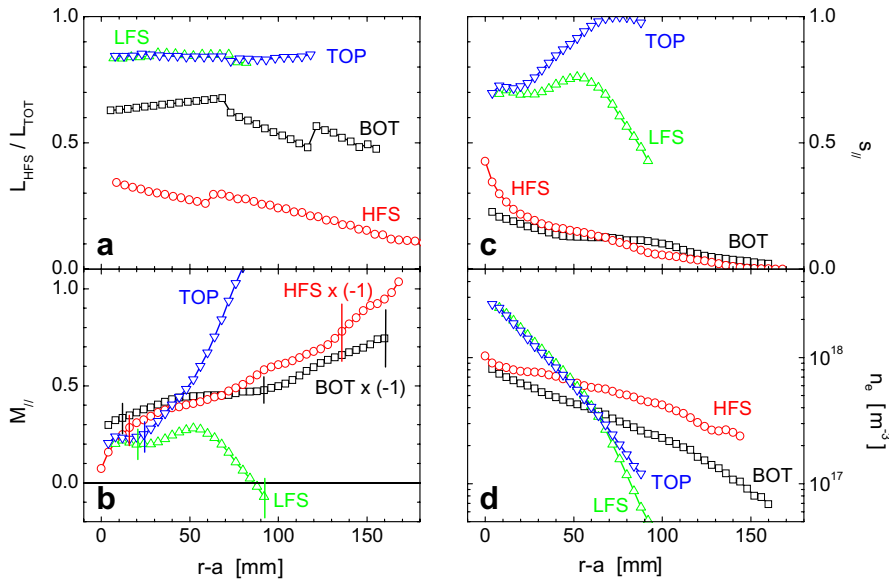 LFS
TOP
BOT
HFS
a
L_HFS / L_TOT
1.0
0.5
0.0
TOP
LFS
HFS
BOT
c
s_//
1.0
0.5
0.0
TOP
HFS x (-1)
BOT x (-1)
LFS
b
M_//
1.0
0.5
0.0
0 50 100 150
r-a [mm]
HFS
BOT
TOP
LFS
d
n_e [m^-3]
10^18
10^17
0 50 100 150
r-a [mm]